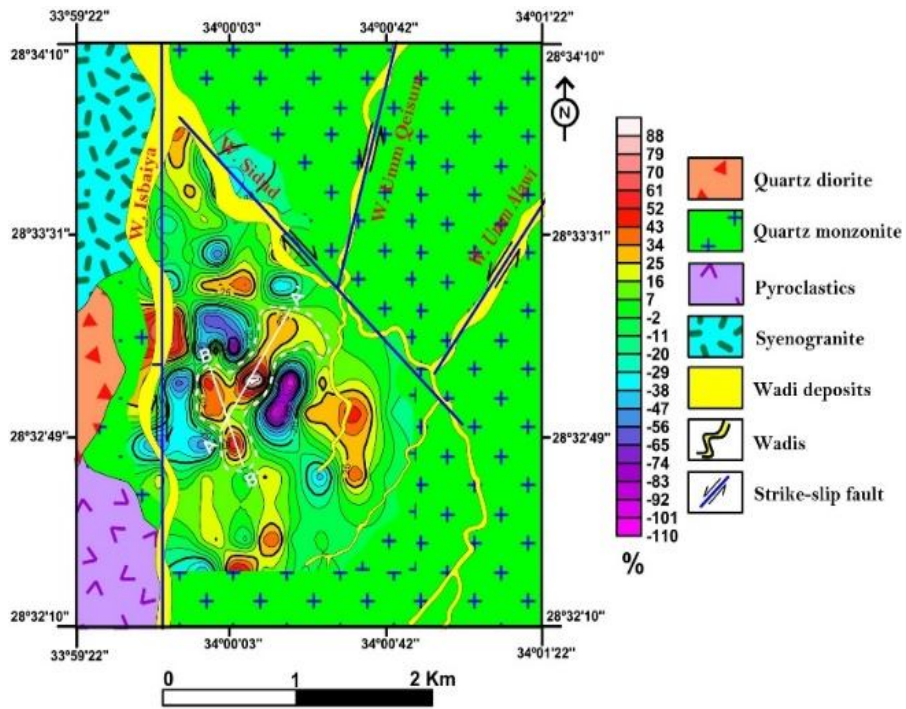 33°59'22"
34°00'03"
34°00'42"
34°01'22"
28°34'10"
28°34'10"
N
W. Isbaiya
W. Sidud
W. Umm Qeisum
W. Umm Alawi
28°33'31"
28°33'31"
A
B
A
B
28°32'49"
28°32'49"
28°32'10"
28°32'10"
33°59'22"
34°00'03"
34°00'42"
34°01'22"
0
1
2 Km
88
79
70
61
52
43
34
25
16
7
-2
-11
-20
-29
-38
-47
-56
-65
-74
-83
-92
-101
-110
%
Quartz diorite
Quartz monzonite
Pyroclastics
Syenogranite
Wadi deposits
Wadis
Strike-slip fault